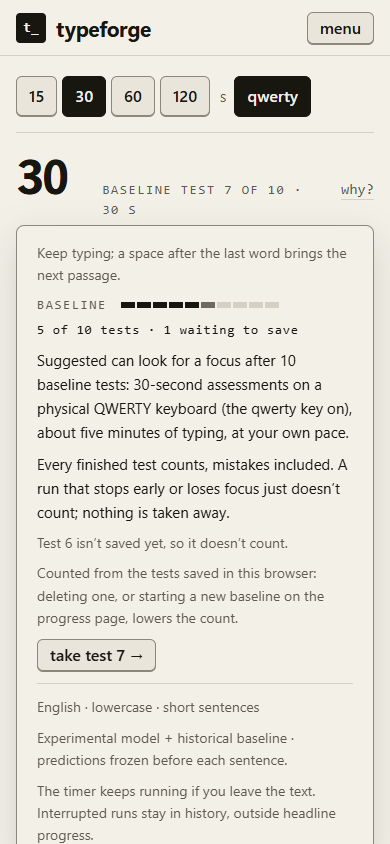 t_ typeforge menu
15 30 60 120 s qwerty
30 BASELINE TEST 7 OF 10 · why?
30 S
Keep typing; a space after the last word brings the
next passage.
BASELINE
5 of 10 tests · 1 waiting to save
Suggested can look for a focus after 10
baseline tests: 30-second assessments on a
physical QWERTY keyboard (the qwerty key on),
about five minutes of typing, at your own pace.
Every finished test counts, mistakes included. A
run that stops early or loses focus just doesn’t
count; nothing is taken away.
Test 6 isn’t saved yet, so it doesn’t count.
Counted from the tests saved in this browser:
deleting one, or starting a new baseline on the
progress page, lowers the count.
take test 7 →
English · lowercase · short sentences
Experimental model + historical baseline ·
predictions frozen before each sentence.
The timer keeps running if you leave the text.
Interrupted runs stay in history, outside headline
progress.